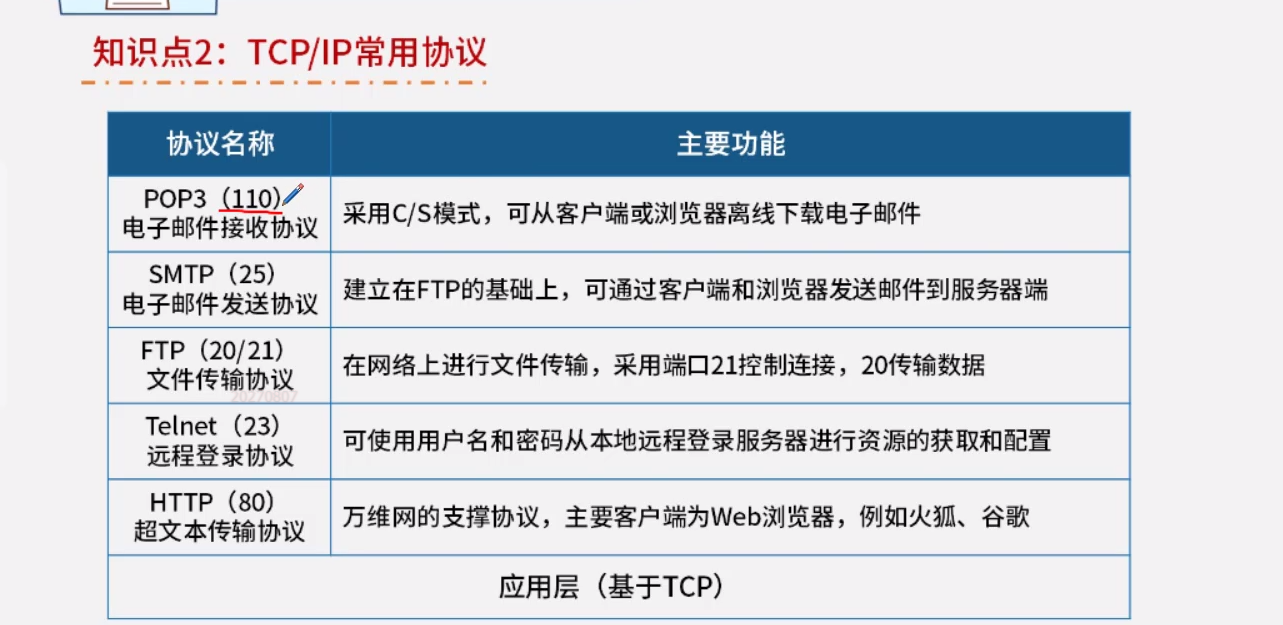 知识点2：TCP/IP常用协议
协议名称
主要功能
POP3（110）
电子邮件接收协议
采用C/S模式，可从客户端或浏览器离线下载电子邮件
SMTP（25）
电子邮件发送协议
建立在FTP的基础上，可通过客户端和浏览器发送邮件到服务器端
FTP（20/21）
文件传输协议
在网络上进行文件传输，采用端口21控制连接，20传输数据
20270807
Telnet（23）
远程登录协议
可使用用户名和密码从本地远程登录服务器进行资源的获取和配置
HTTP（80）
超文本传输协议
万维网的支撑协议，主要客户端为Web浏览器，例如火狐、谷歌
应用层（基于TCP）